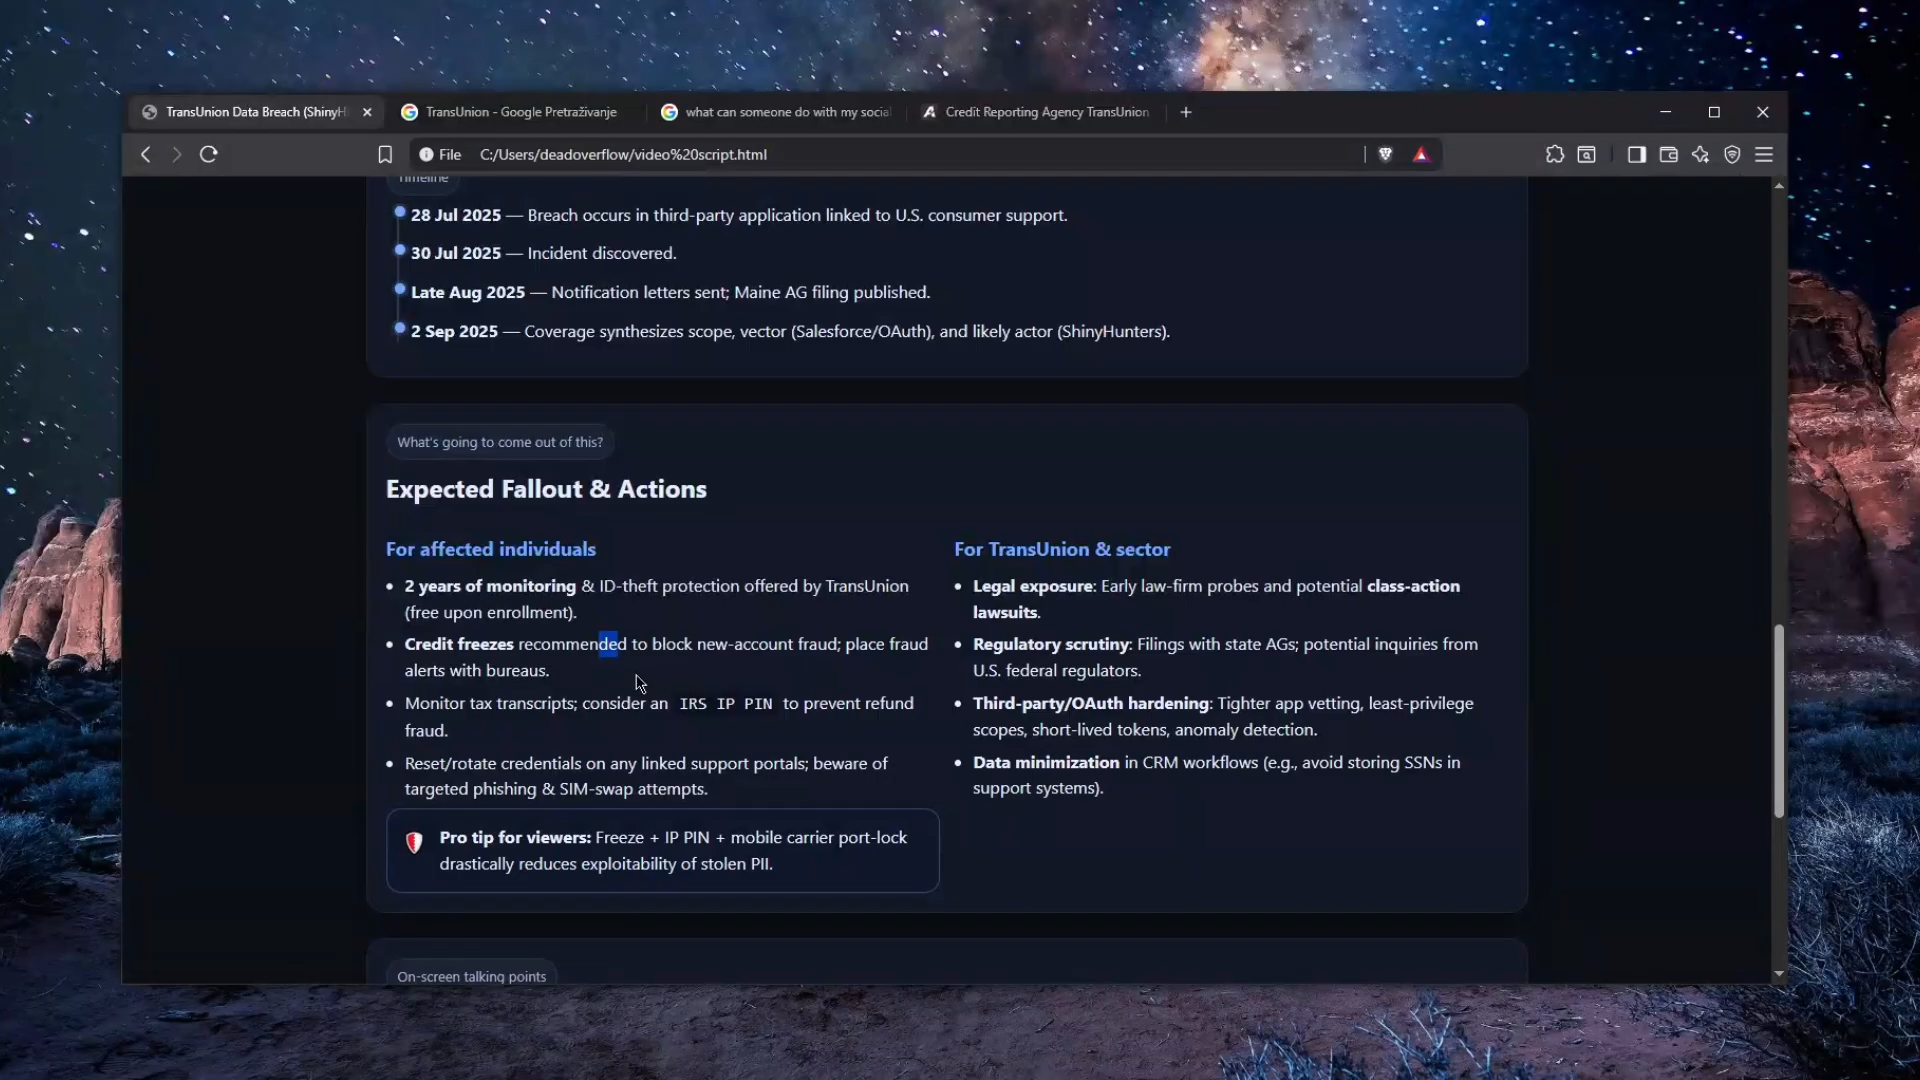 TransUnion Data Breach (ShinyH
TransUnion - Google Pretraživanje
what can someone do with my social
Credit Reporting Agency TransUnion
File C:/Users/deadoverflow/video%20script.html
Timeline
28 Jul 2025 — Breach occurs in third-party application linked to U.S. consumer support.
30 Jul 2025 — Incident discovered.
Late Aug 2025 — Notification letters sent; Maine AG filing published.
2 Sep 2025 — Coverage synthesizes scope, vector (Salesforce/OAuth), and likely actor (ShinyHunters).
What's going to come out of this?
Expected Fallout & Actions
For affected individuals
• 2 years of monitoring & ID-theft protection offered by TransUnion
(free upon enrollment).
• Credit freezes recommended to block new-account fraud; place fraud
alerts with bureaus.
• Monitor tax transcripts; consider an IRS IP PIN to prevent refund
fraud.
• Reset/rotate credentials on any linked support portals; beware of
targeted phishing & SIM-swap attempts.
Pro tip for viewers: Freeze + IP PIN + mobile carrier port-lock
drastically reduces exploitability of stolen PII.
For TransUnion & sector
• Legal exposure: Early law-firm probes and potential class-action
lawsuits.
• Regulatory scrutiny: Filings with state AGs; potential inquiries from
U.S. federal regulators.
• Third-party/OAuth hardening: Tighter app vetting, least-privilege
scopes, short-lived tokens, anomaly detection.
• Data minimization in CRM workflows (e.g., avoid storing SSNs in
support systems).
On-screen talking points